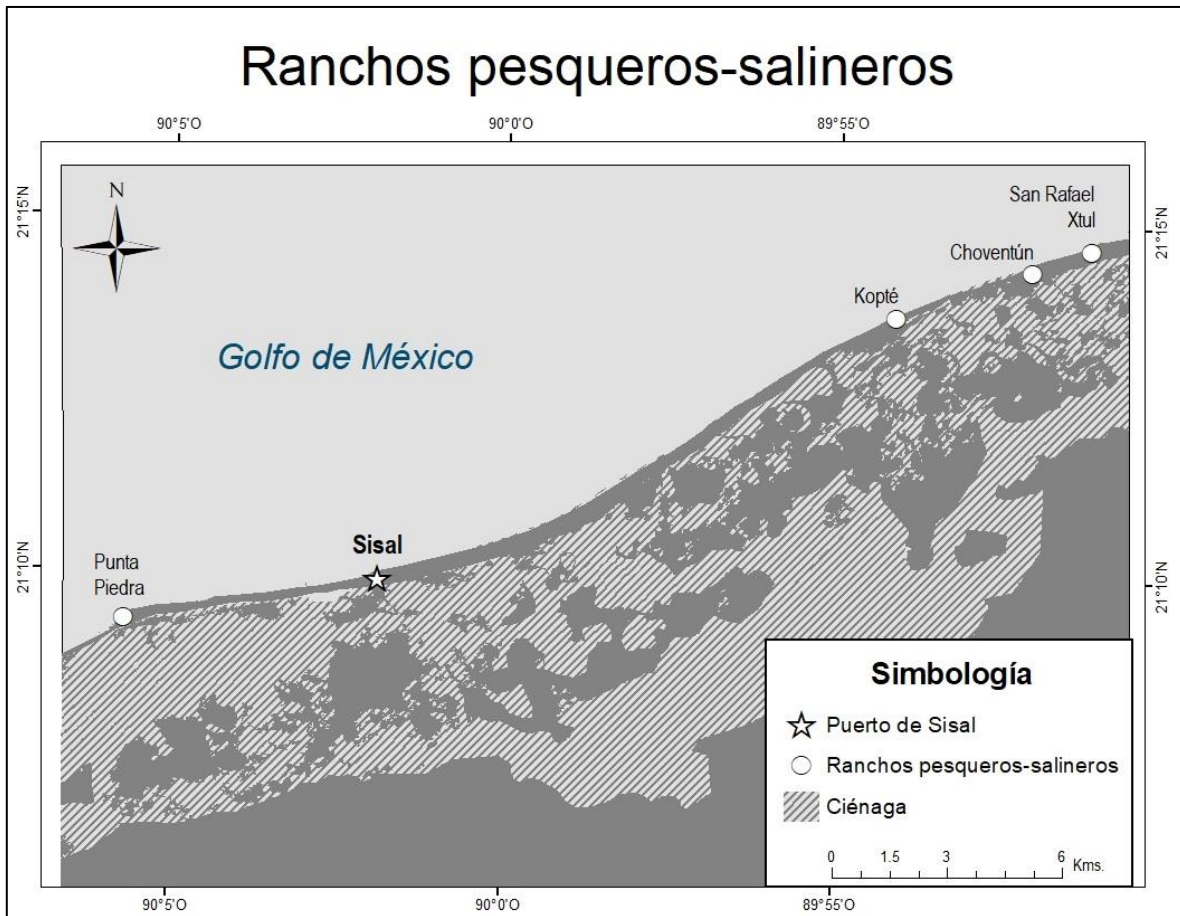 Ranchos pesqueros-salineros
90°5'O
90°0'O
89°55'O
21°15'N
21°15'N
N
San Rafael
Xtul
Choventún
Kopté
Golfo de México
Sisal
Punta
Piedra
21°10'N
21°10'N
Simbología
Puerto de Sisal
Ranchos pesqueros-salineros
Ciénaga
0 1.5 3 6 Kms.
90°5'O
90°0'O
89°55'O